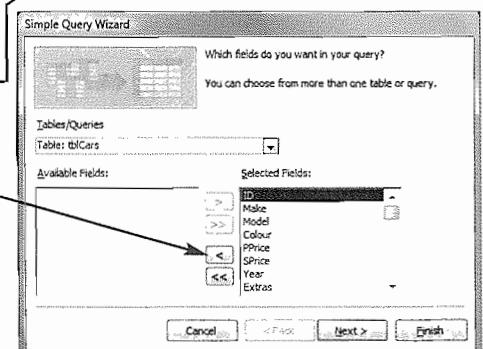 Simple Query Wizard
Which fields do you want in your query?
You can choose from more than one table or query.
Tables/Queries
Table: tblCars
Available Fields:
Selected Fields:
>
>>
<
<<
ID
Make
Model
Colour
PPrice
SPrice
Year
Extras
Cancel
< Back
Next >
Finish